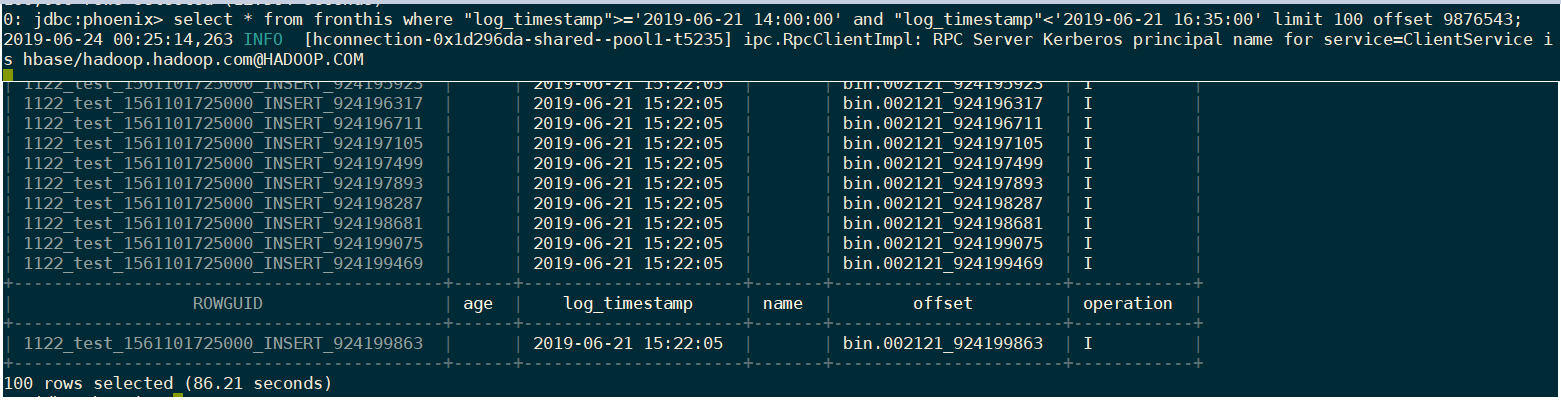 0: jdbc:phoenix> select * from fronthis where "log_timestamp">='2019-06-21 14:00:00' and "log_timestamp"<'2019-06-21 16:35:00' limit 100 offset 9876543;
2019-06-24 00:25:14,263 INFO  [hconnection-0x1d296da-shared--pool1-t5235] ipc.RpcClientImpl: RPC Server Kerberos principal name for service=ClientService i
s hbase/hadoop.hadoop.com@HADOOP.COM
| 1122_test_1561101725000_INSERT_924195923  |      | 2019-06-21 15:22:05  |       | bin.002121_924195923  | I          |
| 1122_test_1561101725000_INSERT_924196317  |      | 2019-06-21 15:22:05  |       | bin.002121_924196317  | I          |
| 1122_test_1561101725000_INSERT_924196711  |      | 2019-06-21 15:22:05  |       | bin.002121_924196711  | I          |
| 1122_test_1561101725000_INSERT_924197105  |      | 2019-06-21 15:22:05  |       | bin.002121_924197105  | I          |
| 1122_test_1561101725000_INSERT_924197499  |      | 2019-06-21 15:22:05  |       | bin.002121_924197499  | I          |
| 1122_test_1561101725000_INSERT_924197893  |      | 2019-06-21 15:22:05  |       | bin.002121_924197893  | I          |
| 1122_test_1561101725000_INSERT_924198287  |      | 2019-06-21 15:22:05  |       | bin.002121_924198287  | I          |
| 1122_test_1561101725000_INSERT_924198681  |      | 2019-06-21 15:22:05  |       | bin.002121_924198681  | I          |
| 1122_test_1561101725000_INSERT_924199075  |      | 2019-06-21 15:22:05  |       | bin.002121_924199075  | I          |
| 1122_test_1561101725000_INSERT_924199469  |      | 2019-06-21 15:22:05  |       | bin.002121_924199469  | I          |
+-------------------------------------------+------+----------------------+-------+-----------------------+------------+
|                  ROWGUID                  | age  |    log_timestamp     | name  |        offset         | operation  |
+-------------------------------------------+------+----------------------+-------+-----------------------+------------+
| 1122_test_1561101725000_INSERT_924199863  |      | 2019-06-21 15:22:05  |       | bin.002121_924199863  | I          |
+-------------------------------------------+------+----------------------+-------+-----------------------+------------+
100 rows selected (86.21 seconds)